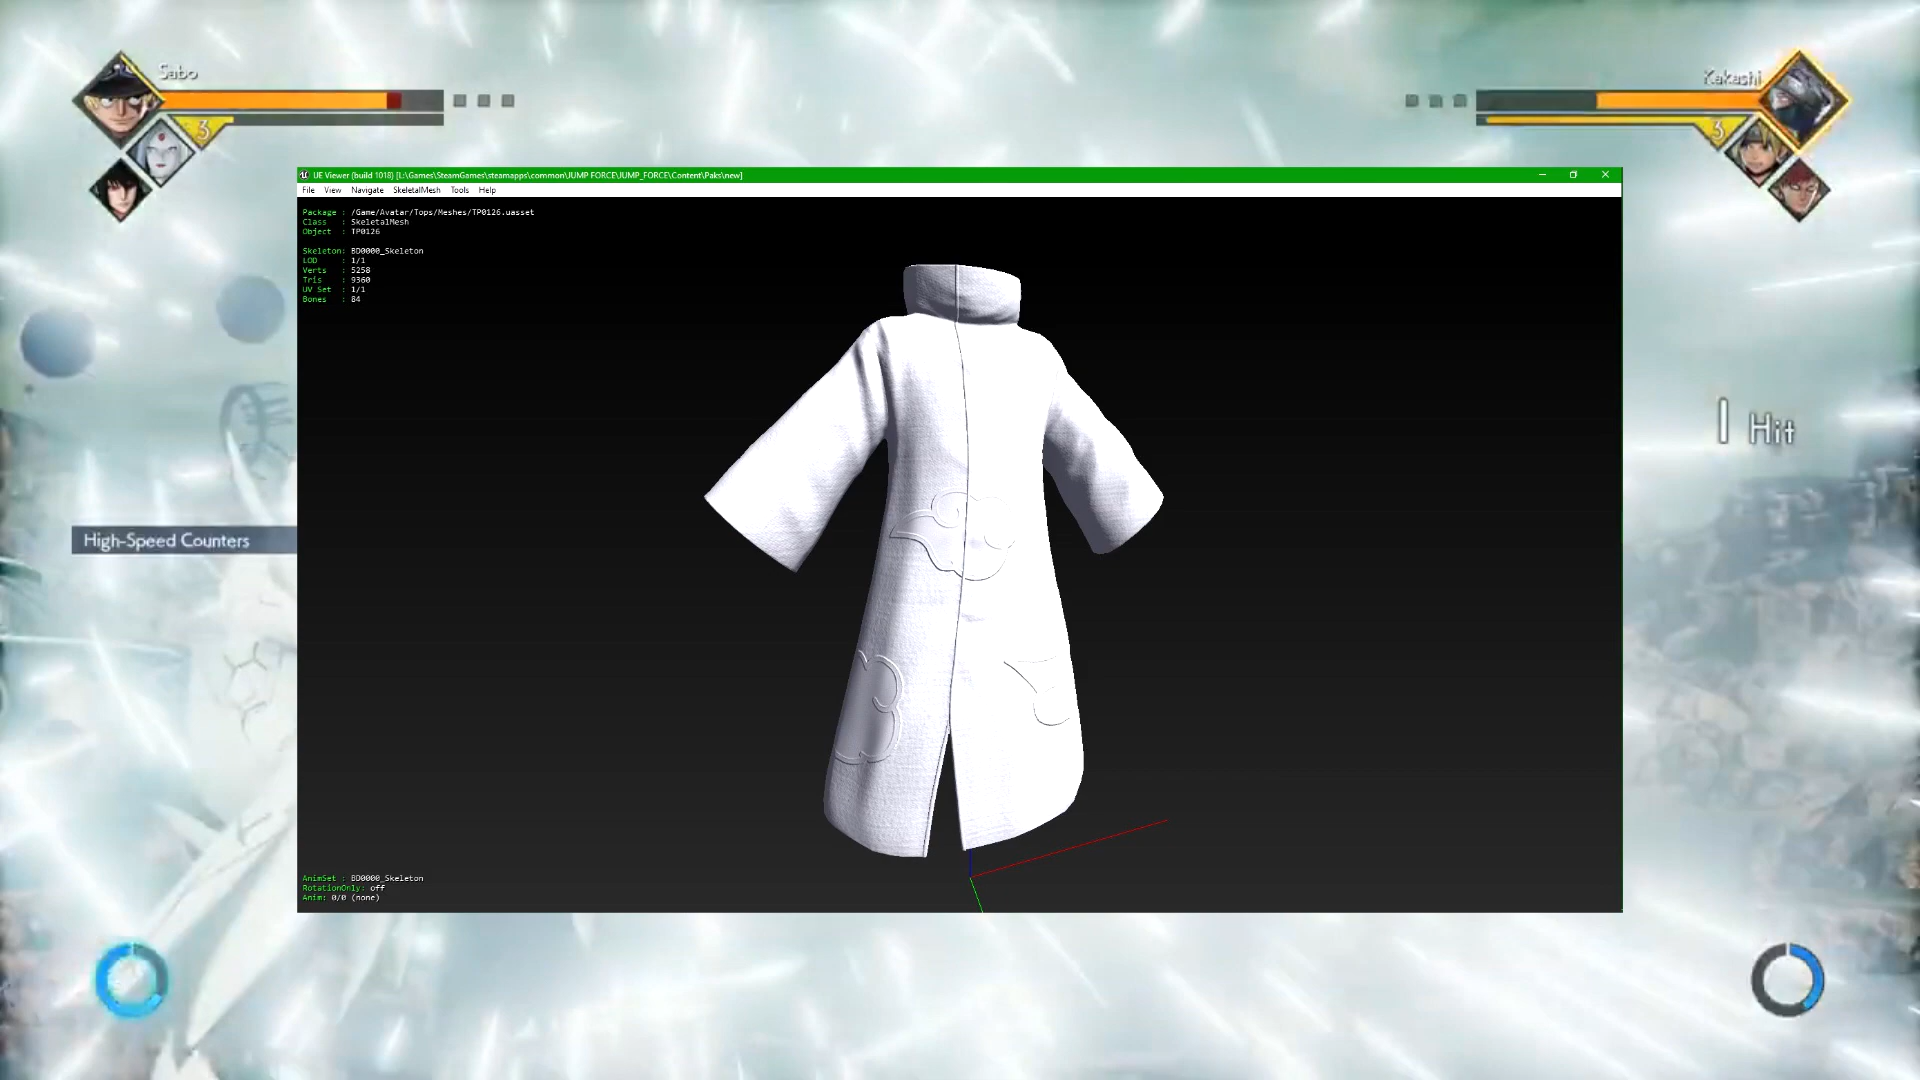 Sabo
Kakashi
3
3
UE Viewer (build 1018) [L:\Games\SteamGames\steamapps\common\JUMP FORCE\JUMP_FORCE\Content\Paks\new]
File View Navigate SkeletalMesh Tools Help
Package : /Game/Avatar/Tops/Meshes/TP0126.uasset
Class : SkeletalMesh
Object : TP0126
Skeleton: BD0000_Skeleton
LOD : 1/1
Verts : 5258
Tris : 9360
UV Set : 1/1
Bones : 84
1 Hit
High-Speed Counters
AnimSet : BD0000_Skeleton
RotationOnly: off
Anim: 0/0 (none)